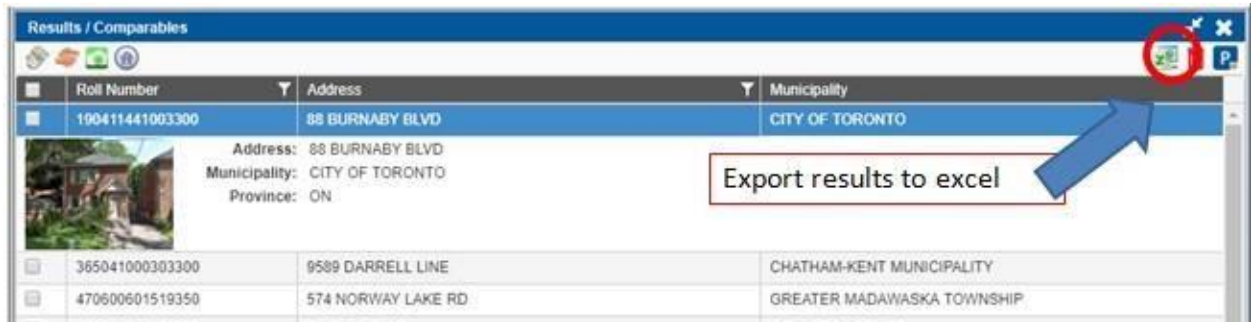 Results / Comparables
P
Roll Number Address Municipality
190411441003300 88 BURNABY BLVD CITY OF TORONTO
Address: 88 BURNABY BLVD
Municipality: CITY OF TORONTO
Province: ON
Export results to excel
365041000303300 9589 DARRELL LINE CHATHAM-KENT MUNICIPALITY
470600601519350 574 NORWAY LAKE RD GREATER MADAWASKA TOWNSHIP